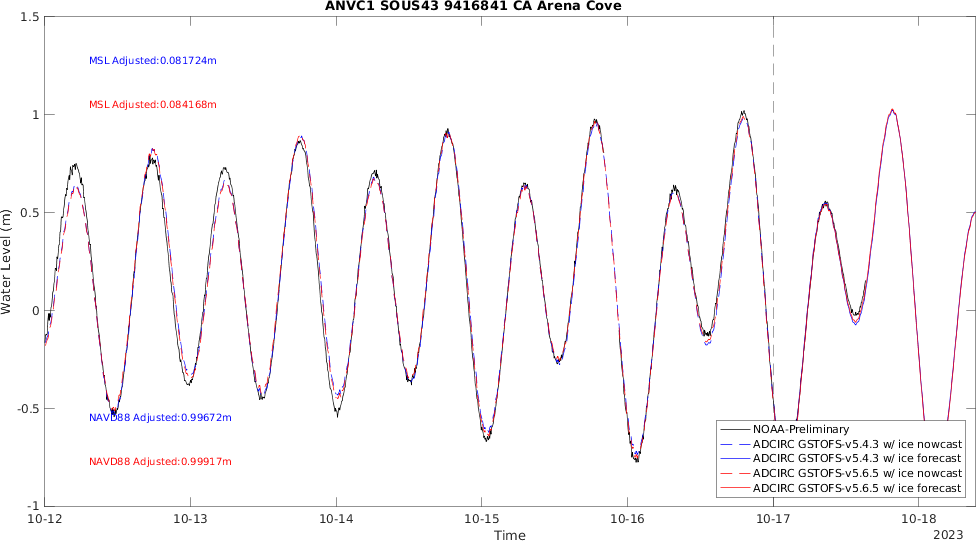 ANVC1 SOUS43 9416841 CA Arena Cove
1.5
MSL Adjusted:0.081724m
MSL Adjusted:0.084168m
1
0.5
Water Level (m)
0
-0.5
NAVD88 Adjusted:0.99672m
NAVD88 Adjusted:0.99917m
NOAA-Preliminary
ADCIRC GSTOFS-v5.4.3 w/ ice nowcast
ADCIRC GSTOFS-v5.4.3 w/ ice forecast
ADCIRC GSTOFS-v5.6.5 w/ ice nowcast
ADCIRC GSTOFS-v5.6.5 w/ ice forecast
-1
10-12 10-13 10-14 10-15 10-16 10-17 10-18
Time
2023